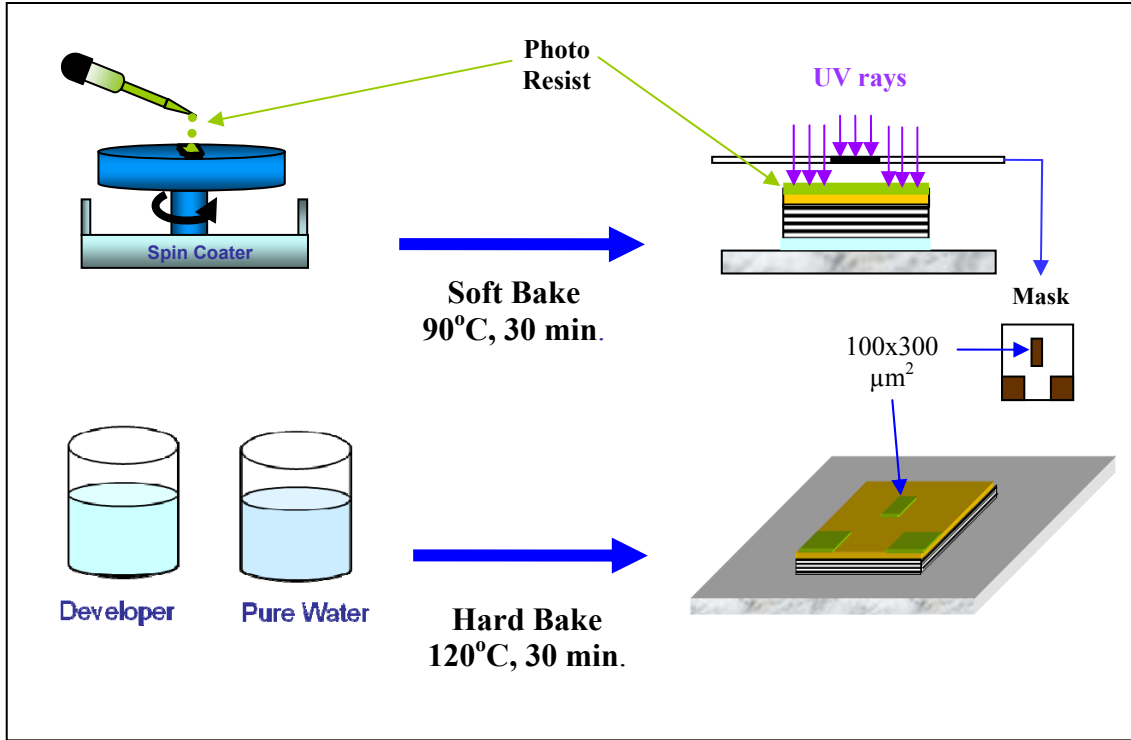 Photo
Resist
UV rays
Spin Coater
Soft Bake
90°C, 30 min.
Mask
100x300
µm²
Developer
Pure Water
Hard Bake
120°C, 30 min.